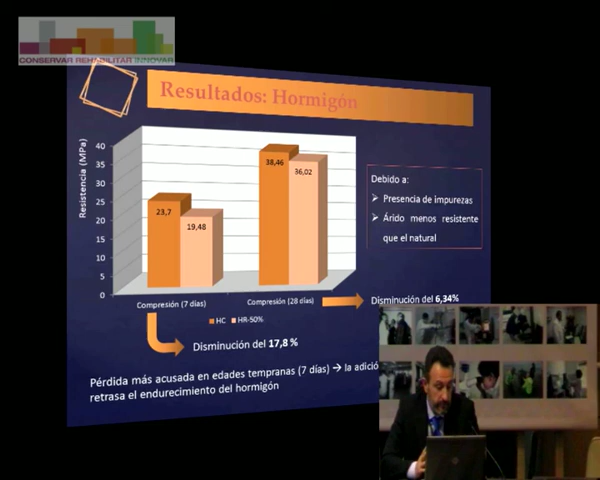 CONSERVAR REHABILITAR INNOVAR
Resultados: Hormigón
Resistencia (MPa)
40
35
30
25
20
15
10
5
0
23,7
19,48
38,46
36,02
Compresión (7 días)
Compresión (28 días)
HC
HR-50%
Debido a:
Presencia de impurezas
Árido menos resistente
que el natural
Disminución del 6,34%
Disminución del 17,8 %
Pérdida más acusada en edades tempranas (7 días) → la adició
retrasa el endurecimiento del hormigón